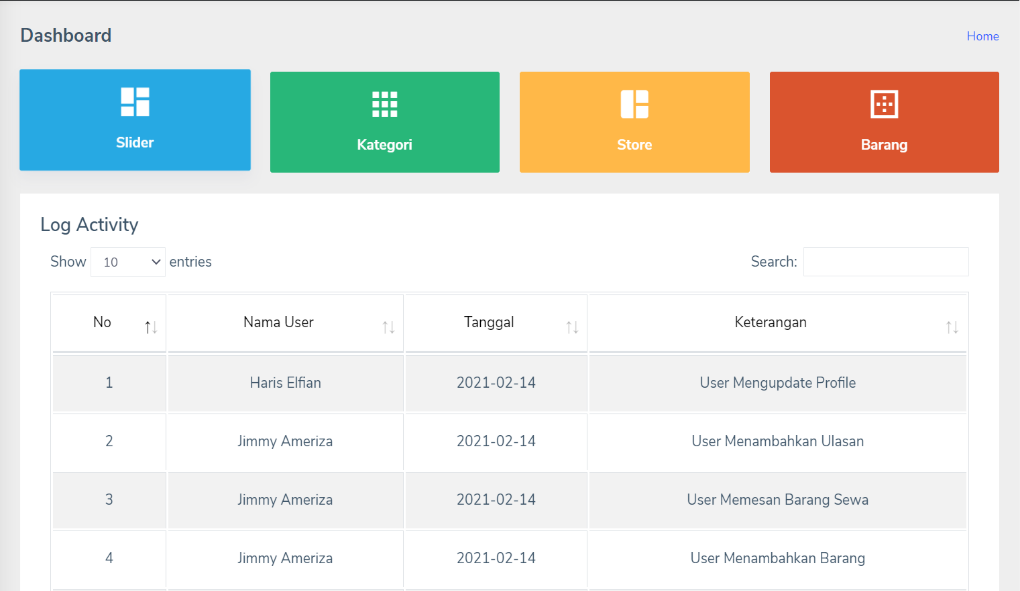 Dashboard
Home
Slider
Kategori
Store
Barang
Log Activity
Show 10 entries
Search:
No Nama User Tanggal Keterangan
1 Haris Elfian 2021-02-14 User Mengupdate Profile
2 Jimmy Ameriza 2021-02-14 User Menambahkan Ulasan
3 Jimmy Ameriza 2021-02-14 User Memesan Barang Sewa
4 Jimmy Ameriza 2021-02-14 User Menambahkan Barang